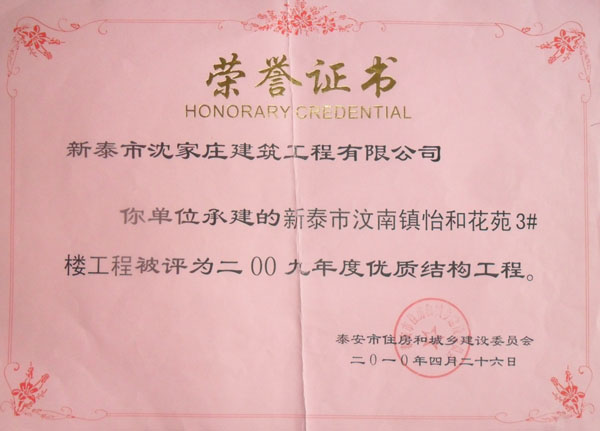 荣誉证书
HONORARY CREDENTIAL
新泰市沈家庄建筑工程有限公司
你单位承建的新泰市汶南镇怡和花苑3#
楼工程被评为二00九年度优质结构工程。
泰安市住房和城乡建设委员会
二〇一〇年四月二十六日